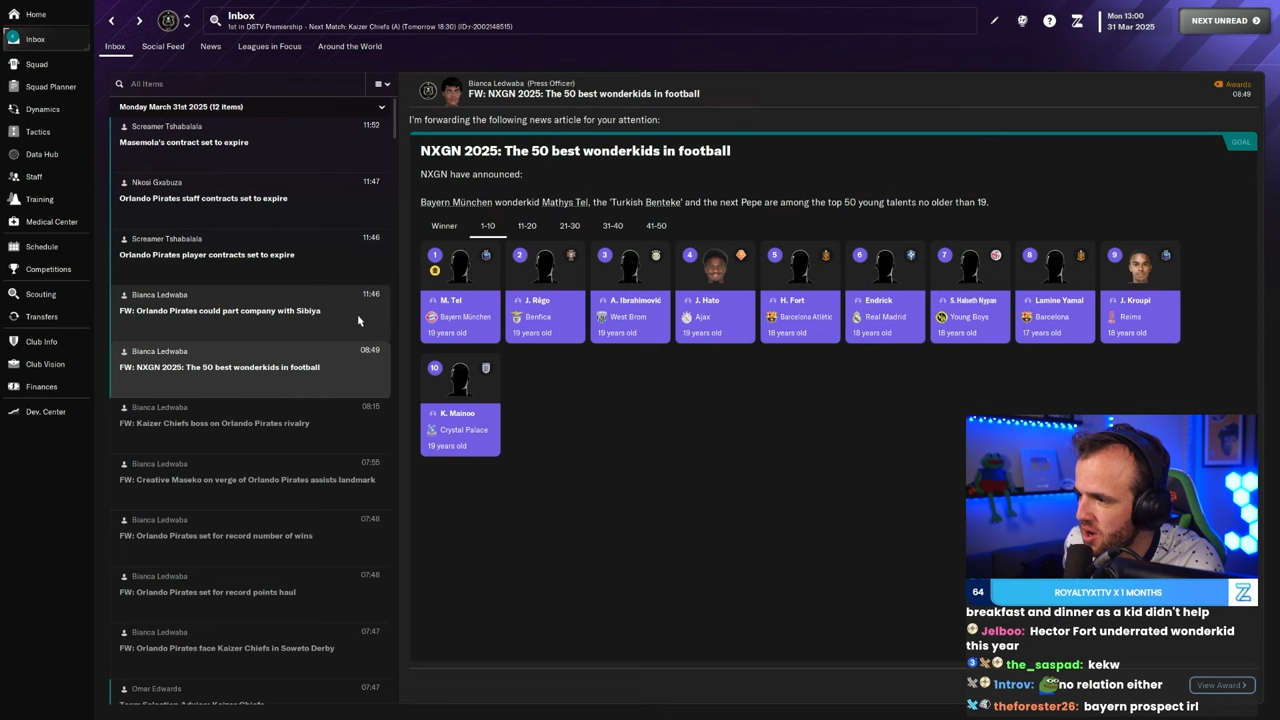 Home
Inbox
Squad
Squad Planner
Dynamics
Tactics
Data Hub
Staff
Training
Medical Center
Schedule
Competitions
Scouting
Transfers
Club Info
Club Vision
Finances
Dev. Center
Inbox
1st in DSTV Premiership - Next Match: Kaizer Chiefs (A) (Tomorrow 18:30) (ID:r-2002148515)
Mon 13:00
31 Mar 2025
NEXT UNREAD
Inbox
Social Feed
News
Leagues in Focus
Around the World
All Items
Monday March 31st 2025 (12 items)
Screamer Tshabalala 11:52
Masemola's contract set to expire
Nkosi Gxabuza 11:47
Orlando Pirates staff contracts set to expire
Screamer Tshabalala 11:46
Orlando Pirates player contracts set to expire
Bianca Ledwaba 11:46
FW: Orlando Pirates could part company with Sibiya
Bianca Ledwaba 08:49
FW: NXGN 2025: The 50 best wonderkids in football
Bianca Ledwaba 08:15
FW: Kaizer Chiefs boss on Orlando Pirates rivalry
Bianca Ledwaba 07:55
FW: Creative Maseko on verge of Orlando Pirates assists landmark
Bianca Ledwaba 07:48
FW: Orlando Pirates set for record number of wins
Bianca Ledwaba 07:48
FW: Orlando Pirates set for record points haul
Bianca Ledwaba 07:47
FW: Orlando Pirates face Kaizer Chiefs in Soweto Derby
Omar Edwards 07:47
Team Selection Advice: Kaizer Chiefs
Bianca Ledwaba (Press Officer)
FW: NXGN 2025: The 50 best wonderkids in football
Awards
08:49
I'm forwarding the following news article for your attention:
GOAL
NXGN 2025: The 50 best wonderkids in football
NXGN have announced:
Bayern München wonderkid Mathys Tel, the 'Turkish Benteke' and the next Pepe are among the top 50 young talents no older than 19.
Winner 1-10 11-20 21-30 31-40 41-50
1 2 3 4 5 6 7 8 9
M. Tel J. Rêgo A. Ibrahimović J. Hato H. Fort Endrick S. Halseth Nypan Lamine Yamal J. Kroupi
Bayern München Benfica West Brom Ajax Barcelona Atlètic Real Madrid Young Boys Barcelona Reims
19 years old 19 years old 19 years old 19 years old 18 years old 18 years old 18 years old 17 years old 18 years old
10
K. Mainoo
Crystal Palace
19 years old
64 ROYALTYXTTV X 1 MONTHS Z
breakfast and dinner as a kid didn't help
Jelboo: Hector Fort underrated wonderkid
this year
the_saspad: kekw
1ntrov: no relation either
theforester26: bayern prospect irl
View Award